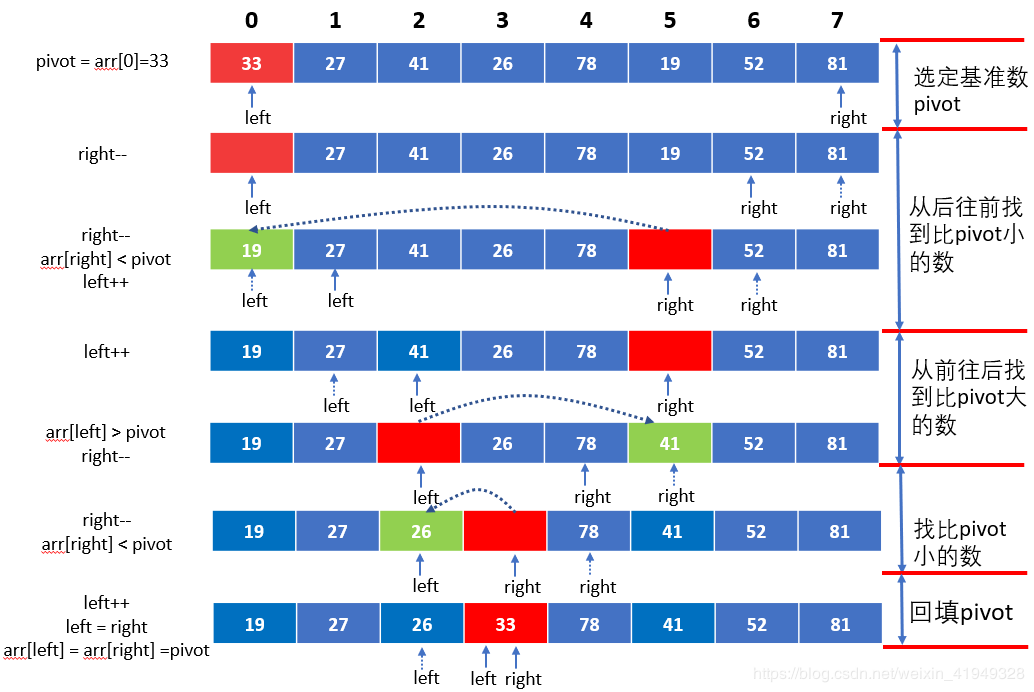 0 1 2 3 4 5 6 7
pivot = arr[0]=33
33 27 41 26 78 19 52 81
left right
选定基准数
pivot
right--
27 41 26 78 19 52 81
left right right
从后往前找
到比pivot小
的数
right--
arr[right] < pivot
left++
19 27 41 26 78 52 81
left left right right
left++
19 27 41 26 78 52 81
left left right
从前往后找
到比pivot大
的数
arr[left] > pivot
right--
19 27 26 78 41 52 81
left right right
right--
arr[right] < pivot
19 27 26 78 41 52 81
left right right
找比pivot
小的数
left++
left = right
arr[left] = arr[right] =pivot
19 27 26 33 78 41 52 81
left left right
回填pivot
https://blog.csdn.net/weixin_41949328